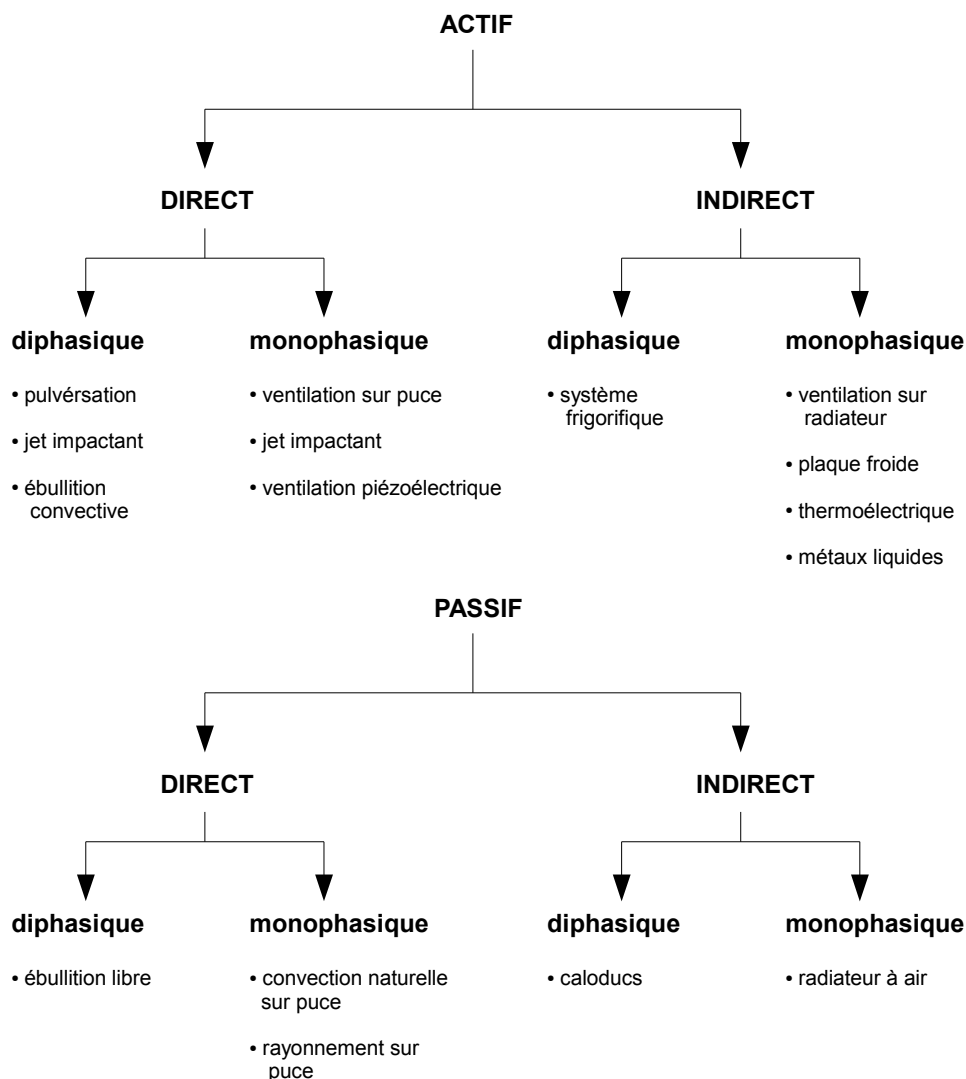 ACTIF
DIRECT
INDIRECT
diphasique
monophasique
diphasique
monophasique
• pulvérsation
• jet impactant
• ébullition
convective
• ventilation sur puce
• jet impactant
• ventilation piézoélectrique
• système
frigorifique
• ventilation sur
radiateur
• plaque froide
• thermoélectrique
• métaux liquides
PASSIF
DIRECT
INDIRECT
diphasique
monophasique
diphasique
monophasique
• ébullition libre
• convection naturelle
sur puce
• rayonnement sur
puce
• caloducs
• radiateur à air